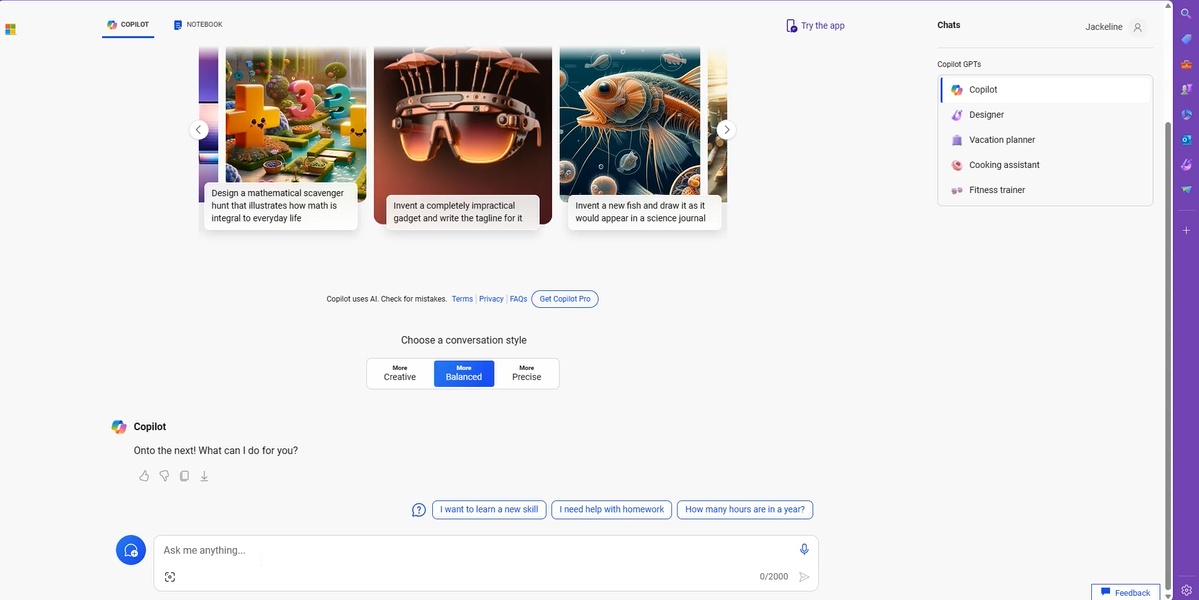 COPILOT
NOTEBOOK
Try the app
Chats
Jackeline
Copilot GPTs
Copilot
Designer
Vacation planner
Cooking assistant
Fitness trainer
3 3
Design a mathematical scavenger
hunt that illustrates how math is
integral to everyday life
Invent a completely impractical
gadget and write the tagline for it
Invent a new fish and draw it as it
would appear in a science journal
Copilot uses AI. Check for mistakes. Terms | Privacy | FAQs Get Copilot Pro
Choose a conversation style
More
Creative
More
Balanced
More
Precise
Copilot
Onto the next! What can I do for you?
I want to learn a new skill
I need help with homework
How many hours are in a year?
Ask me anything...
0/2000
Feedback